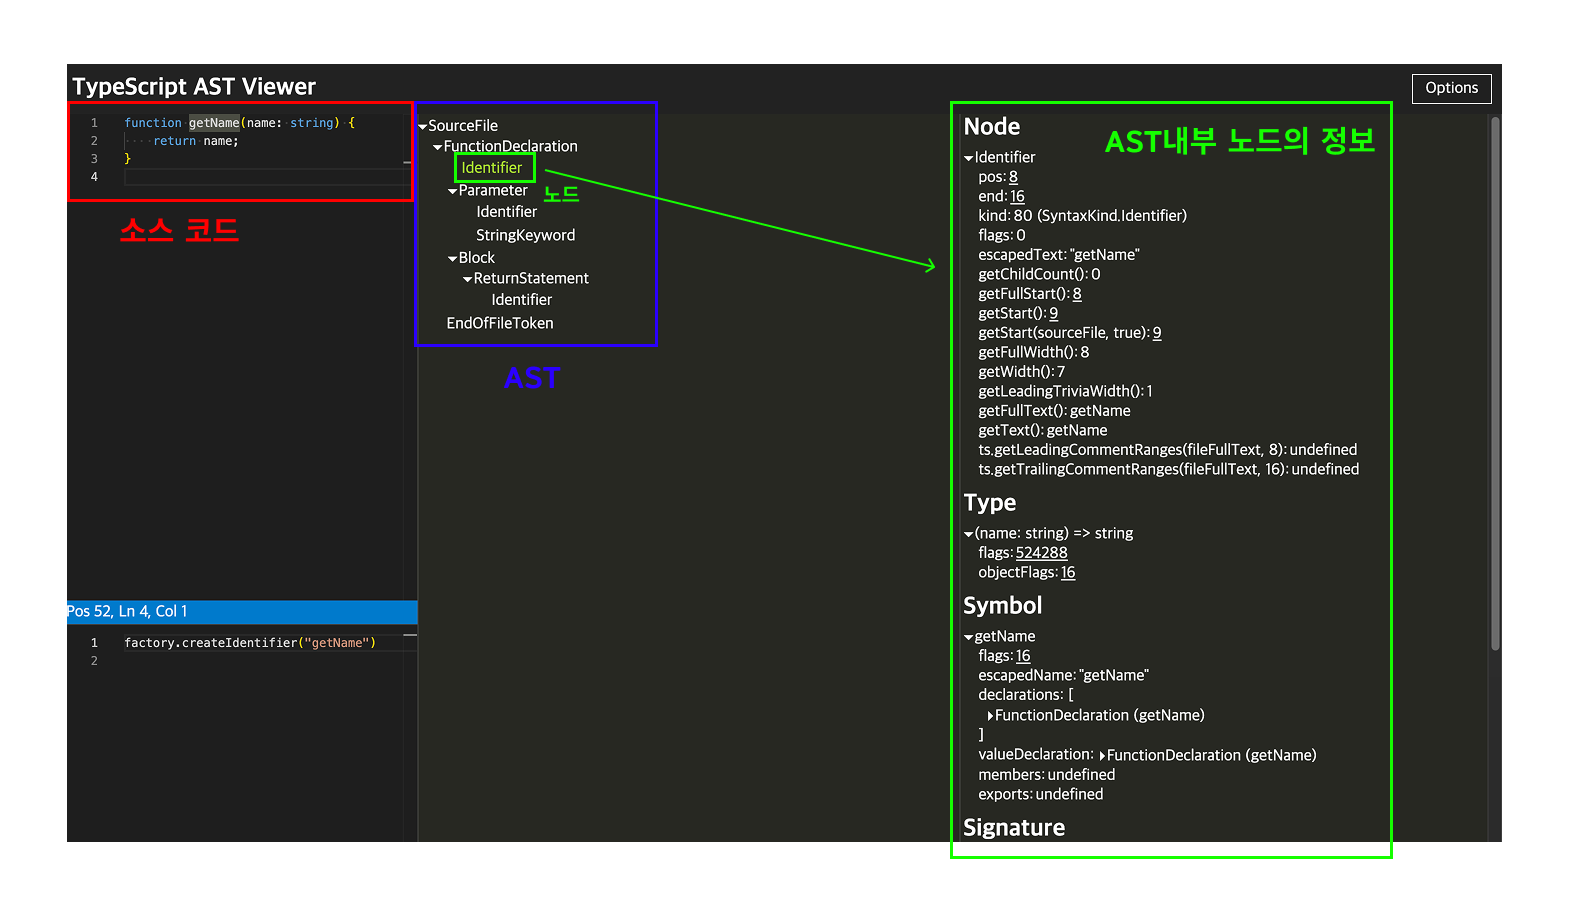 TypeScript AST Viewer
Options
1 function getName(name: string) {
2 ····return name;
3 }
4
소스 코드
SourceFile
FunctionDeclaration
Identifier
노드
Parameter
Identifier
StringKeyword
Block
ReturnStatement
Identifier
EndOfFileToken
AST
Pos 52, Ln 4, Col 1
1 factory.createIdentifier("getName")
2
Node
AST내부 노드의 정보
Identifier
pos: 8
end: 16
kind: 80 (SyntaxKind.Identifier)
flags: 0
escapedText: "getName"
getChildCount(): 0
getFullStart(): 8
getStart(): 9
getStart(sourceFile, true): 9
getFullWidth(): 8
getWidth(): 7
getLeadingTriviaWidth(): 1
getFullText(): getName
getText(): getName
ts.getLeadingCommentRanges(fileFullText, 8): undefined
ts.getTrailingCommentRanges(fileFullText, 16): undefined
Type
(name: string) => string
flags: 524288
objectFlags: 16
Symbol
getName
flags: 16
escapedName: "getName"
declarations: [
FunctionDeclaration (getName)
]
valueDeclaration: FunctionDeclaration (getName)
members: undefined
exports: undefined
Signature